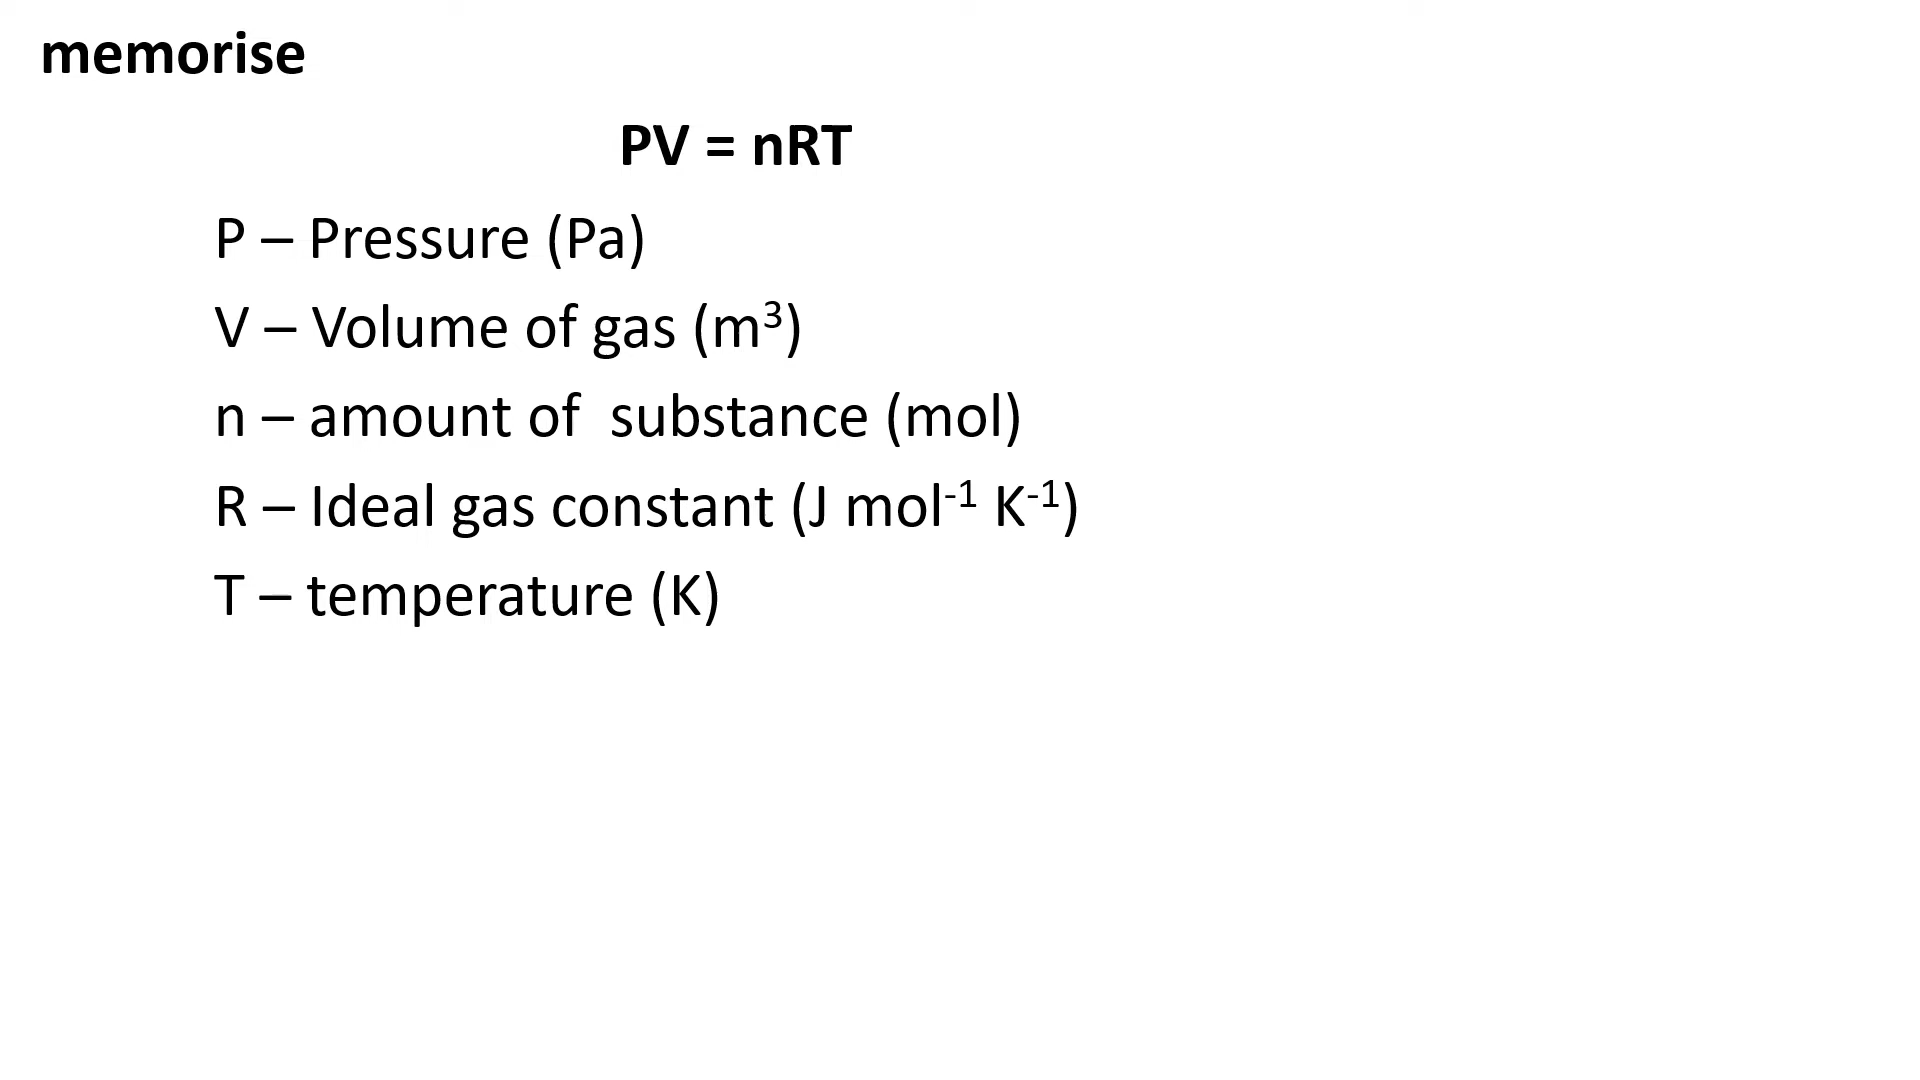 memorise
PV = nRT
P – Pressure (Pa)
V – Volume of gas (m³)
n – amount of  substance (mol)
R – Ideal gas constant (J mol⁻¹ K⁻¹)
T – temperature (K)